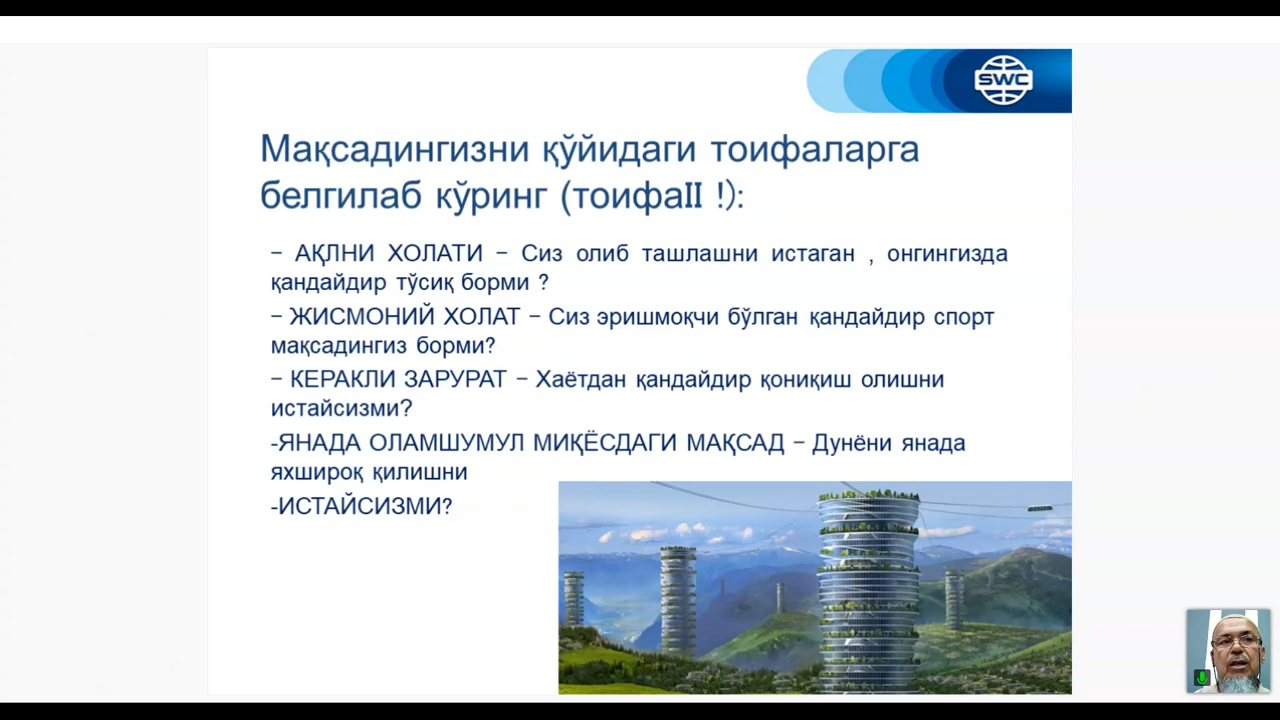 SWC
Мақсадингизни қўйидаги тоифаларга
белгилаб кўринг (тоифаII !):
− АҚЛНИ ХОЛАТИ − Сиз олиб ташлашни истаган , онгингизда
қандайдир тўсиқ борми ?
− ЖИСМОНИЙ ХОЛАТ − Сиз эришмоқчи бўлган қандайдир спорт
мақсадингиз борми?
− КЕРАКЛИ ЗАРУРАТ − Хаётдан қандайдир қониқиш олишни
истайсизми?
-ЯНАДА ОЛАМШУМУЛ МИҚЁСДАГИ МАҚСАД − Дунёни янада
яхшироқ қилишни
-ИСТАЙСИЗМИ?